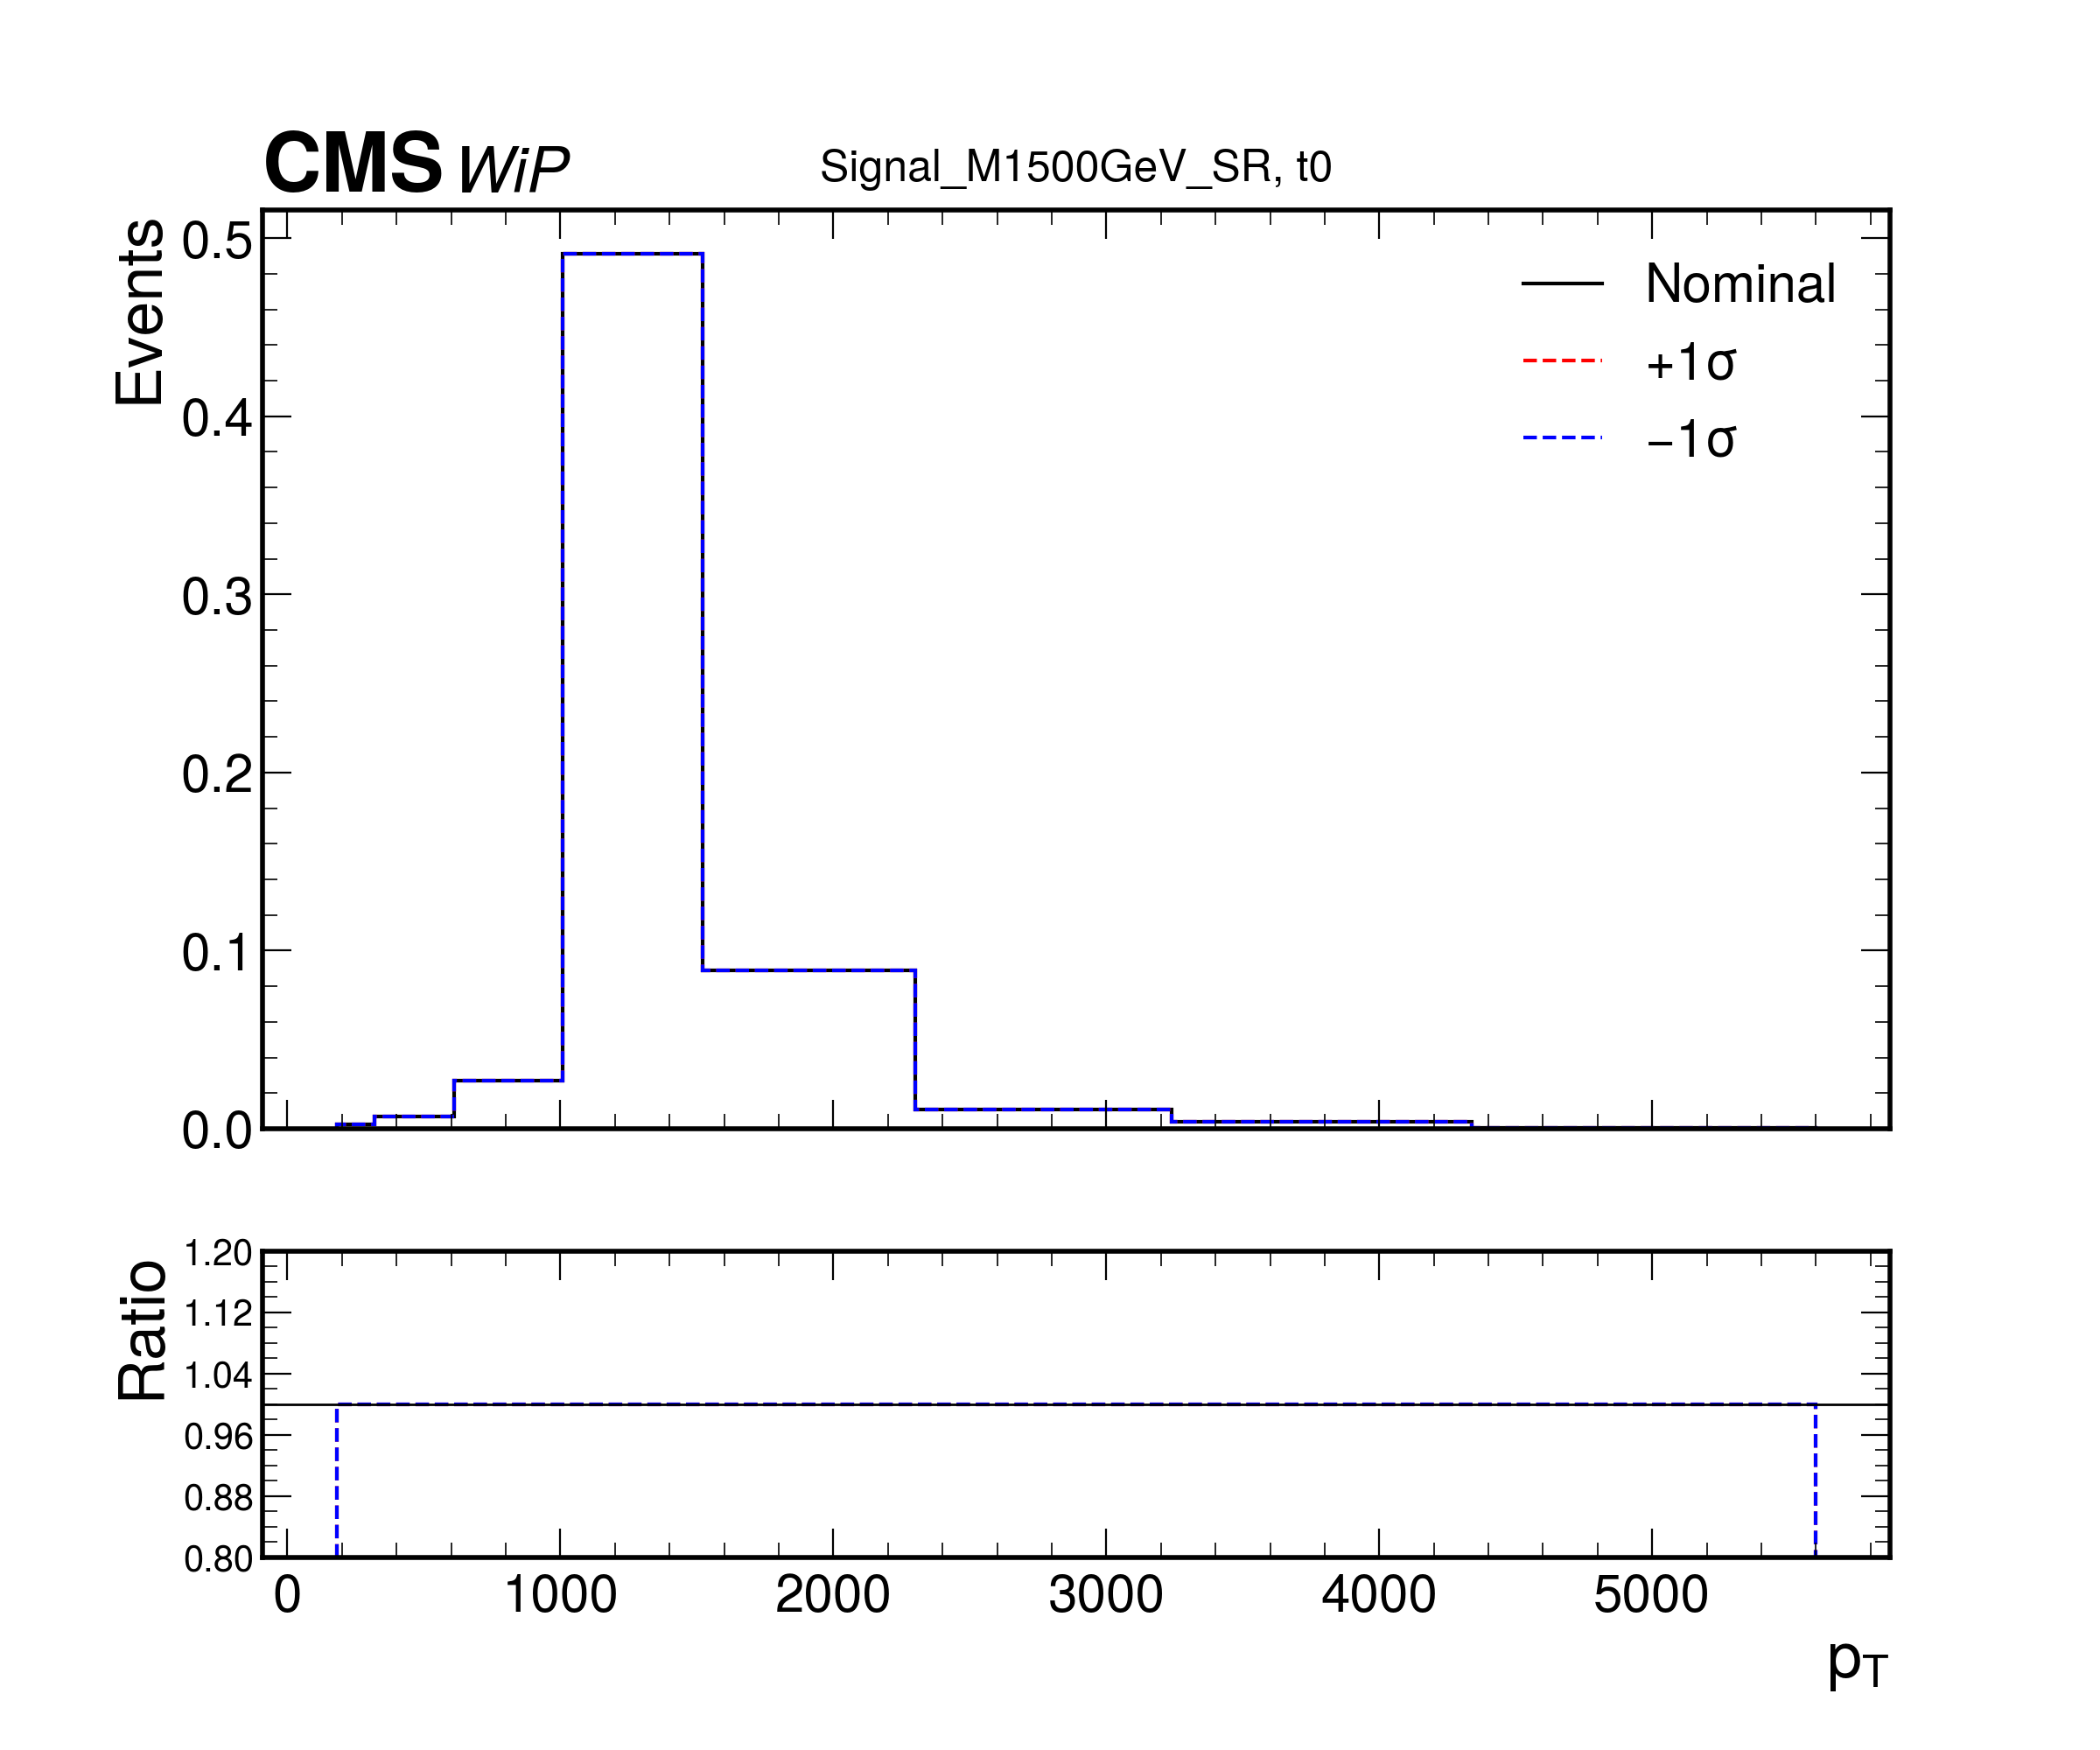 CMS WiP Signal_M1500GeV_SR, t0
Events
0.5
0.4
0.3
0.2
0.1
0.0
Nominal
+1σ
−1σ
Ratio
1.20
1.12
1.04
0.96
0.88
0.80
0 1000 2000 3000 4000 5000
pT